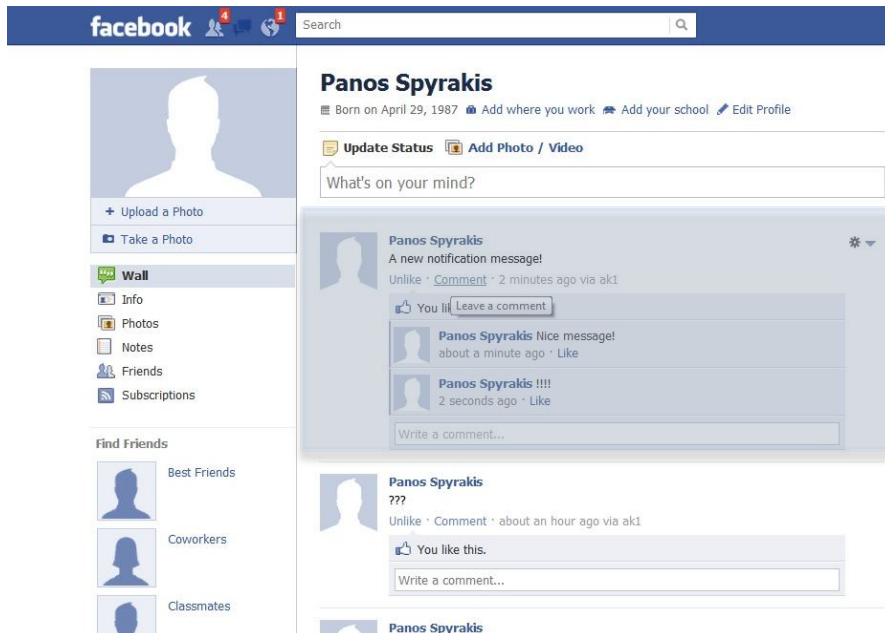 facebook 4 1 Search
Panos Spyrakis
Born on April 29, 1987 Add where you work Add your school Edit Profile
Update Status Add Photo / Video
What's on your mind?
+ Upload a Photo
Take a Photo
Wall
Info
Photos
Notes
Friends
Subscriptions
Find Friends
Best Friends
Coworkers
Classmates
Panos Spyrakis
A new notification message!
Unlike · Comment · 2 minutes ago via ak1
You li
Leave a comment
Panos Spyrakis Nice message!
about a minute ago · Like
Panos Spyrakis !!!!
2 seconds ago · Like
Write a comment...
Panos Spyrakis
???
Unlike · Comment · about an hour ago via ak1
You like this.
Write a comment...
Panos Spyrakis